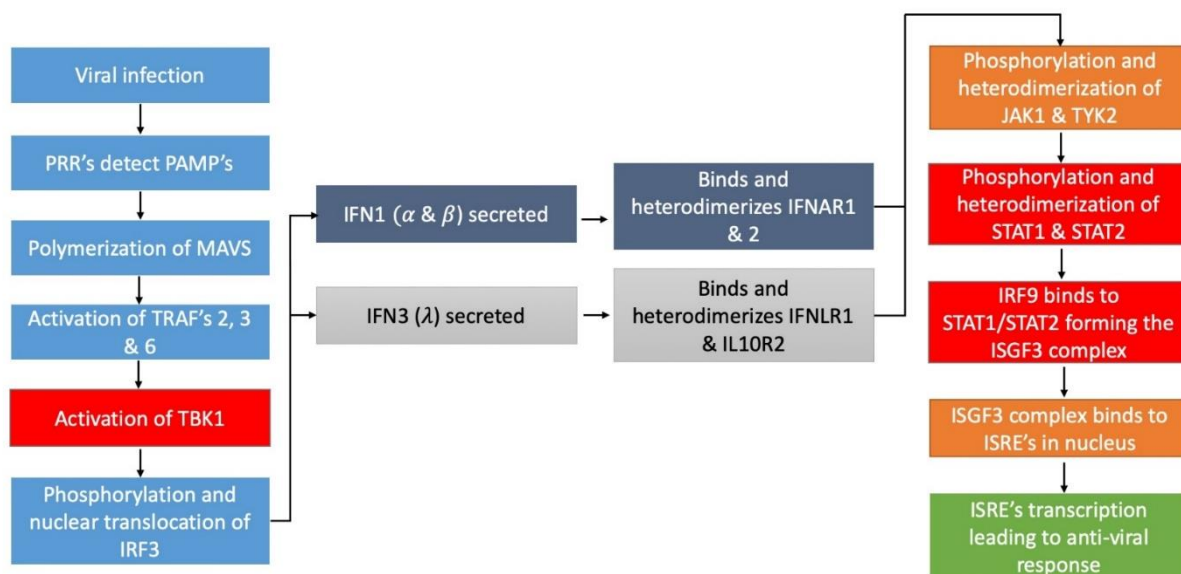 Viral infection
PRR's detect PAMP's
Polymerization of MAVS
Activation of TRAF's 2, 3
& 6
Activation of TBK1
Phosphorylation and
nuclear translocation of
IRF3
IFN1 (α & β) secreted
IFN3 (λ) secreted
Binds and
heterodimerizes IFNAR1
& 2
Binds and
heterodimerizes IFNLR1
& IL10R2
Phosphorylation and
heterodimerization of
JAK1 & TYK2
Phosphorylation and
heterodimerization of
STAT1 & STAT2
IRF9 binds to
STAT1/STAT2 forming the
ISGF3 complex
ISGF3 complex binds to
ISRE's in nucleus
ISRE's transcription
leading to anti-viral
response